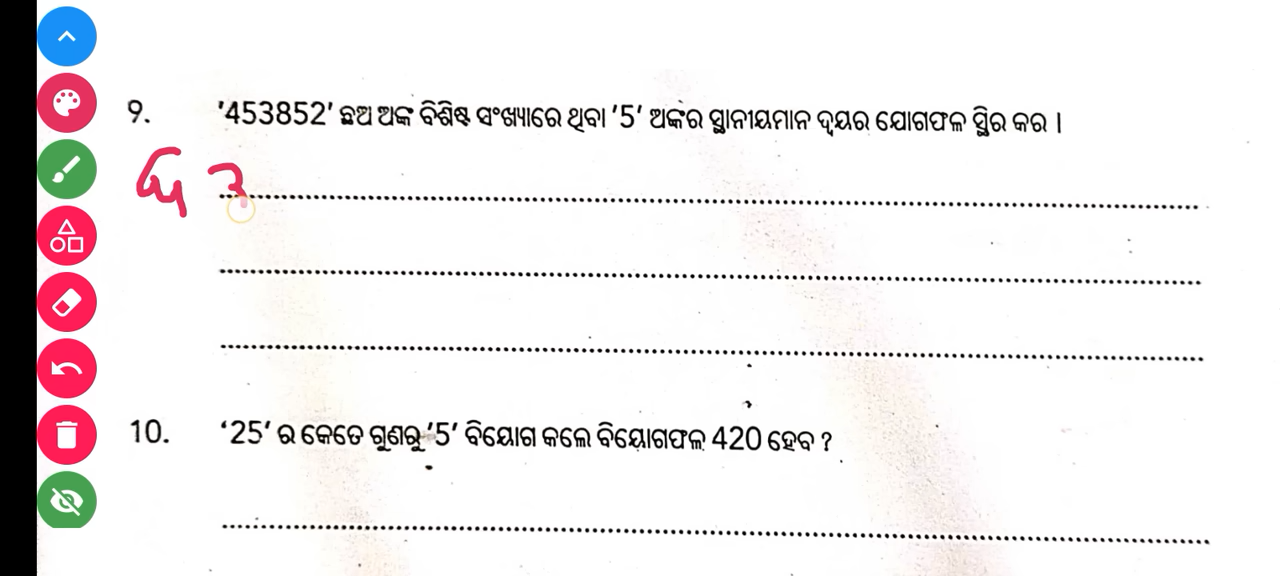 9. '453852' ଛଅ ଅଙ୍କ ବିଶିଷ୍ଟ ସଂଖ୍ୟାରେ ଥିବା '5' ଅଙ୍କର ସ୍ଥାନୀୟମାନ ଦ୍ୱୟର ଯୋଗଫଳ ସ୍ଥିର କର ।
10. '25' ର କେତେ ଗୁଣରୁ '5' ବିୟୋଗ କଲେ ବିୟୋଗଫଳ 420 ହେବ ?